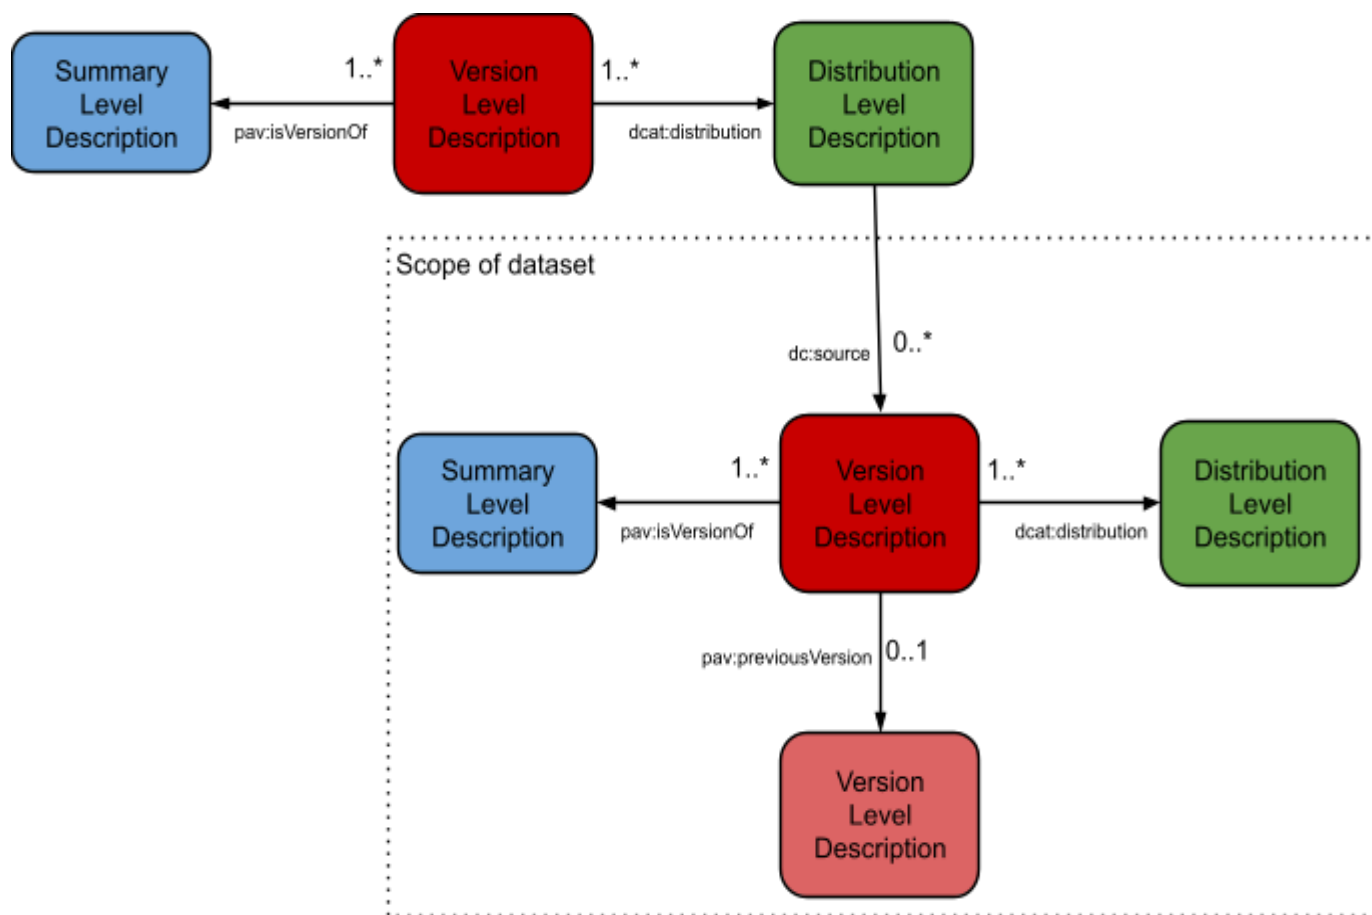 Summary
Level
Description
1..*
pav:isVersionOf
Version
Level
Description
1..*
dcat:distribution
Distribution
Level
Description
Scope of dataset
dc:source
0..*
Summary
Level
Description
1..*
pav:isVersionOf
Version
Level
Description
1..*
dcat:distribution
Distribution
Level
Description
pav:previousVersion
0..1
Version
Level
Description